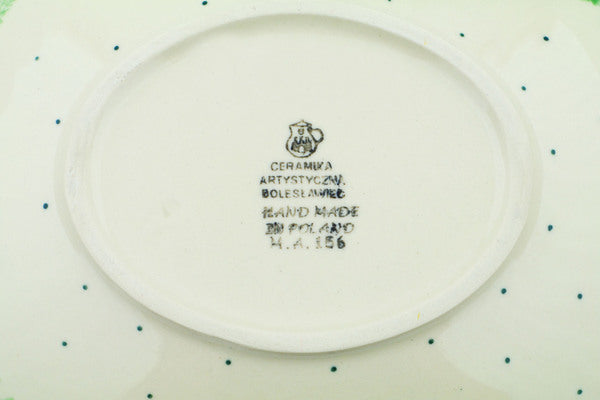 CERAMIKA
ARTYSTYCZNA
BOLESŁAWIEC
HAND MADE
IN POLAND
M.A. 156